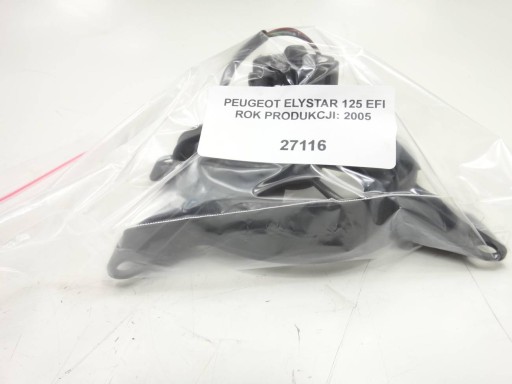 PEUGEOT ELYSTAR 125 EFI
ROK PRODUKCJI: 2005
27116